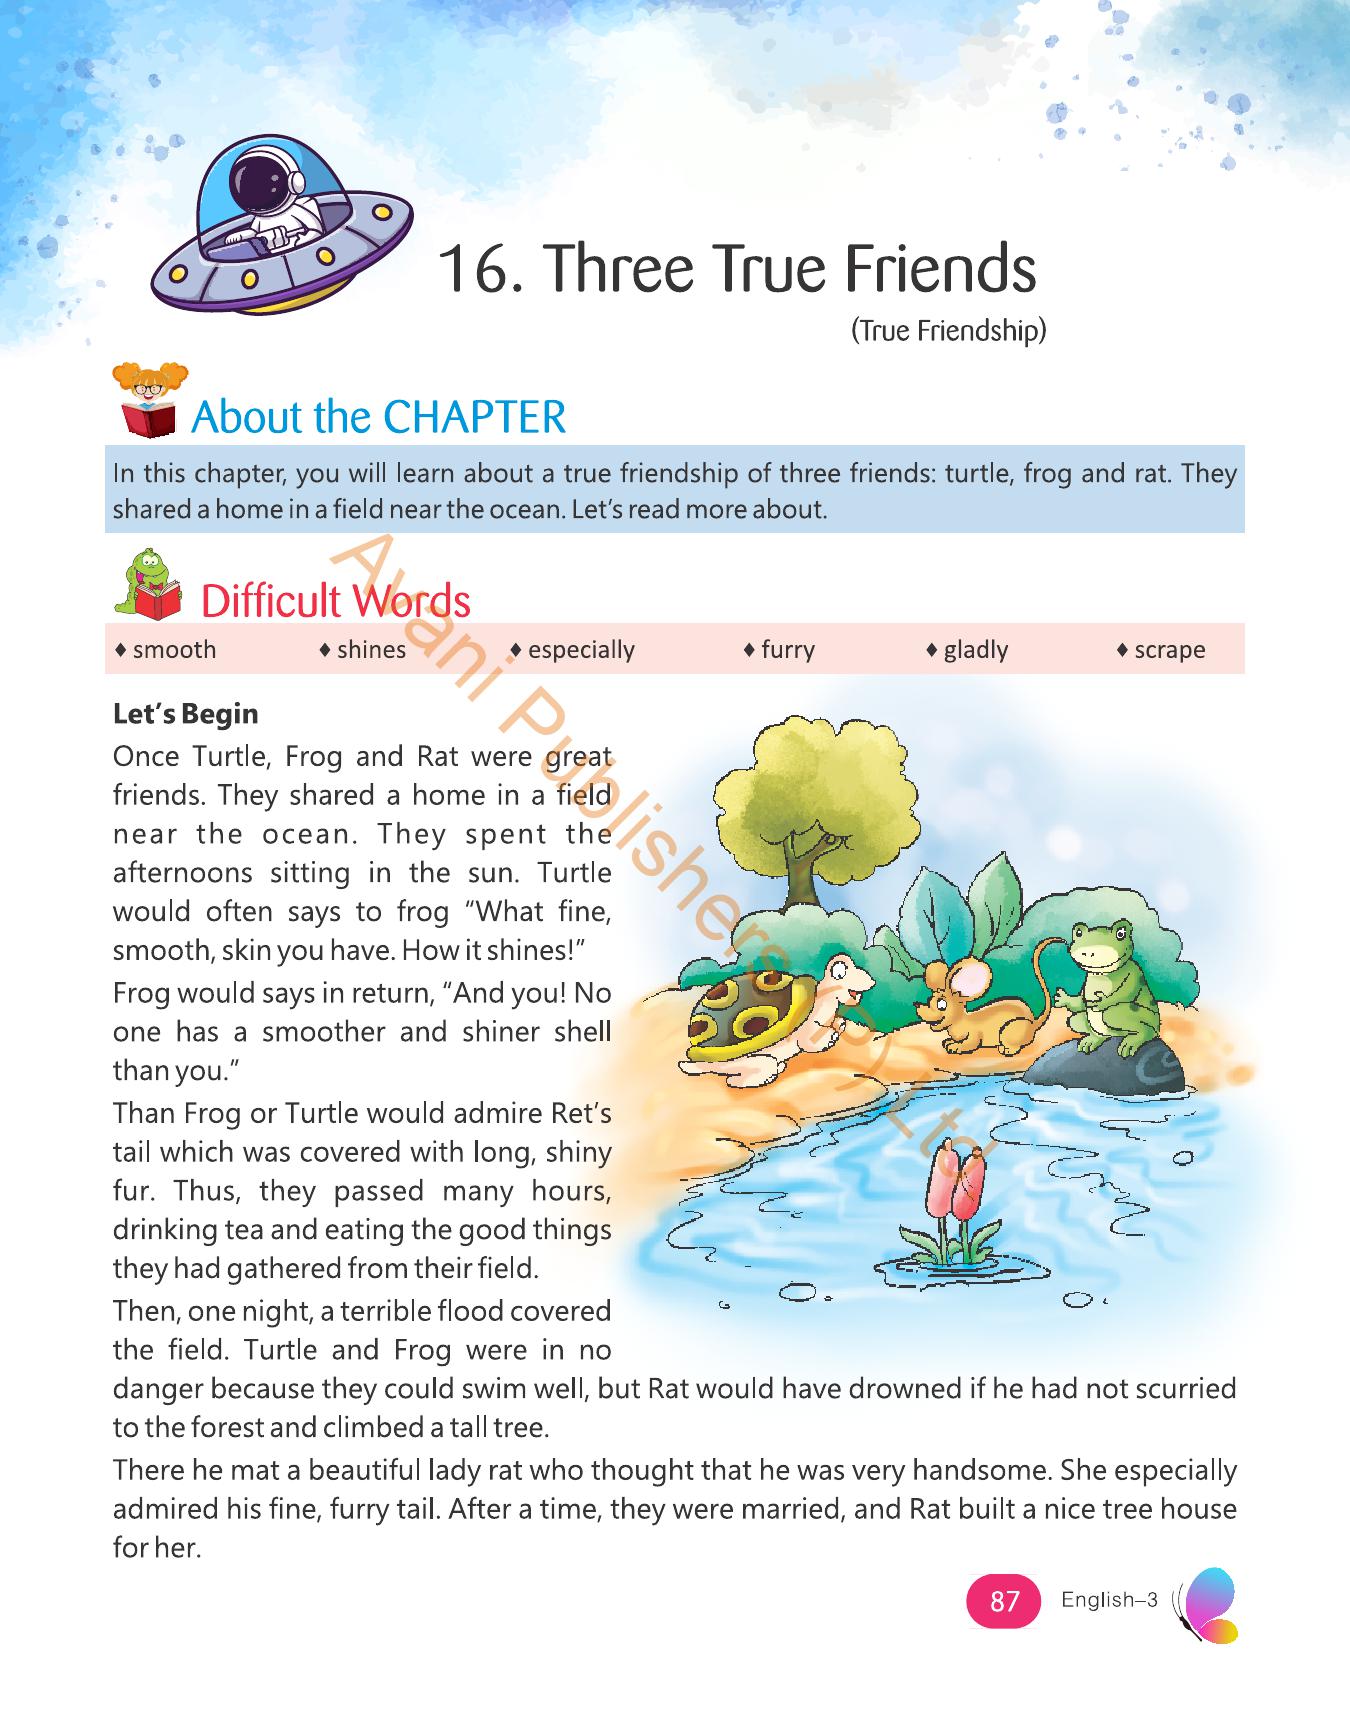 16. Three True Friends
(True Friendship)
About the CHAPTER
In this chapter, you will learn about a true friendship of three friends: turtle, frog and rat. They
shared a home in a field near the ocean. Let's read more about.
Difficult Words
♦ smooth ♦ shines ♦ especially ♦ furry ♦ gladly ♦ scrape
Let's Begin
Once Turtle, Frog and Rat were great
friends. They shared a home in a field
near the ocean. They spent the
afternoons sitting in the sun. Turtle
would often says to frog “What fine,
smooth, skin you have. How it shines!”
Frog would says in return, “And you! No
one has a smoother and shiner shell
than you.”
Than Frog or Turtle would admire Ret's
tail which was covered with long, shiny
fur. Thus, they passed many hours,
drinking tea and eating the good things
they had gathered from their field.
Then, one night, a terrible flood covered
the field. Turtle and Frog were in no
danger because they could swim well, but Rat would have drowned if he had not scurried
to the forest and climbed a tall tree.
There he mat a beautiful lady rat who thought that he was very handsome. She especially
admired his fine, furry tail. After a time, they were married, and Rat built a nice tree house
for her.
87 English–3
Avani Publishers (P) Ltd